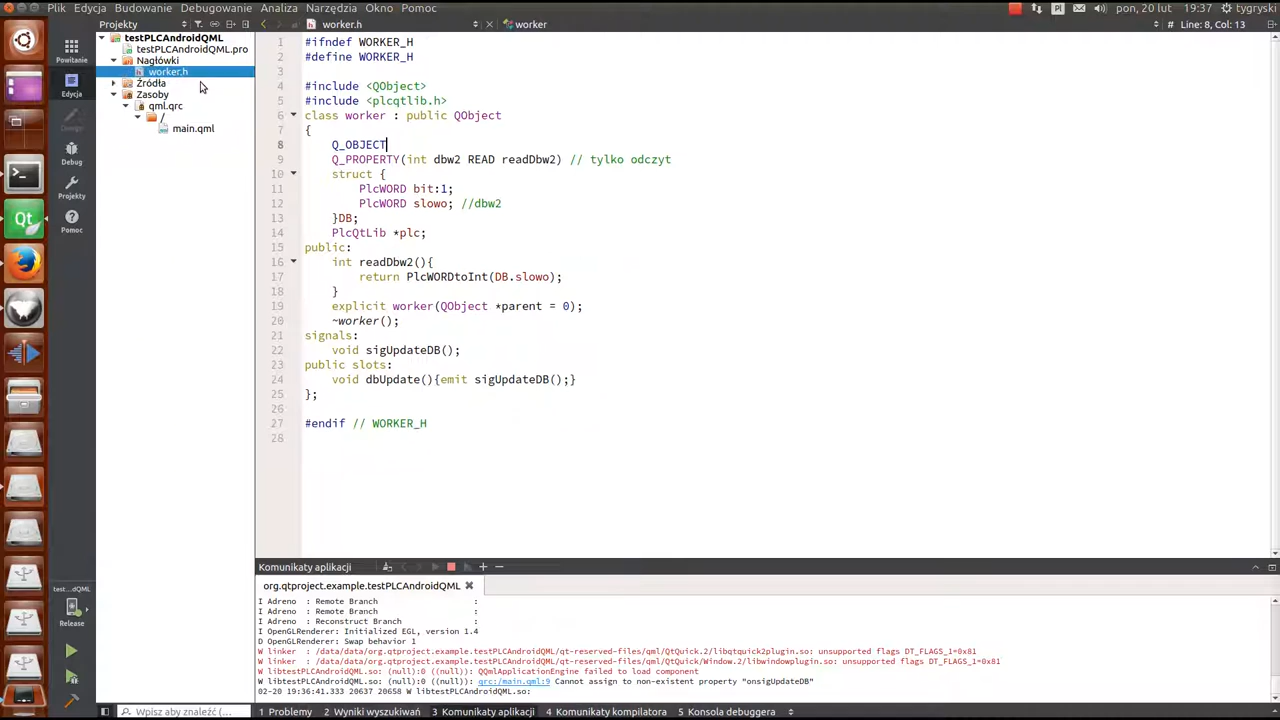 Plik Edycja Budowanie Debugowanie Analiza Narzędzia Okno Pomoc
Pl pon, 20 lut 19:37 tygryski
Projekty worker.h worker # Line: 8, Col: 13
Powitanie
Edycja
Design
Debug
Projekty
Pomoc
test...dQML
Release
testPLCAndroidQML
testPLCAndroidQML.pro
Nagłówki
worker.h
Źródła
Zasoby
qml.qrc
/
main.qml
1 #ifndef WORKER_H
2 #define WORKER_H
3
4 #include <QObject>
5 #include <plcqtlib.h>
6 class worker : public QObject
7 {
8 Q_OBJECT
9 Q_PROPERTY(int dbw2 READ readDbw2) // tylko odczyt
10 struct {
11 PlcWORD bit:1;
12 PlcWORD slowo; //dbw2
13 }DB;
14 PlcQtLib *plc;
15 public:
16 int readDbw2(){
17 return PlcWORDtoInt(DB.slowo);
18 }
19 explicit worker(QObject *parent = 0);
20 ~worker();
21 signals:
22 void sigUpdateDB();
23 public slots:
24 void dbUpdate(){emit sigUpdateDB();}
25 };
26
27 #endif // WORKER_H
28
Komunikaty aplikacji
org.qtproject.example.testPLCAndroidQML
I Adreno : Remote Branch :
I Adreno : Remote Branch :
I Adreno : Reconstruct Branch :
I OpenGLRenderer: Initialized EGL, version 1.4
D OpenGLRenderer: Swap behavior 1
W linker : /data/data/org.qtproject.example.testPLCAndroidQML/qt-reserved-files/qml/QtQuick.2/libqtquick2plugin.so: unsupported flags DT_FLAGS_1=0x81
W linker : /data/data/org.qtproject.example.testPLCAndroidQML/qt-reserved-files/qml/QtQuick/Window.2/libwindowplugin.so: unsupported flags DT_FLAGS_1=0x81
W libtestPLCAndroidQML.so: (null):0 ((null)): QQmlApplicationEngine failed to load component
W libtestPLCAndroidQML.so: (null):0 ((null)): qrc:/main.qml:9 Cannot assign to non-existent property "onsigUpdateDB"
02-20 19:36:41.333 20637 20658 W libtestPLCAndroidQML.so:
Wpisz aby znaleźć (... 1 Problemy 2 Wyniki wyszukiwań 3 Komunikaty aplikacji 4 Komunikaty kompilatora 5 Konsola debuggera